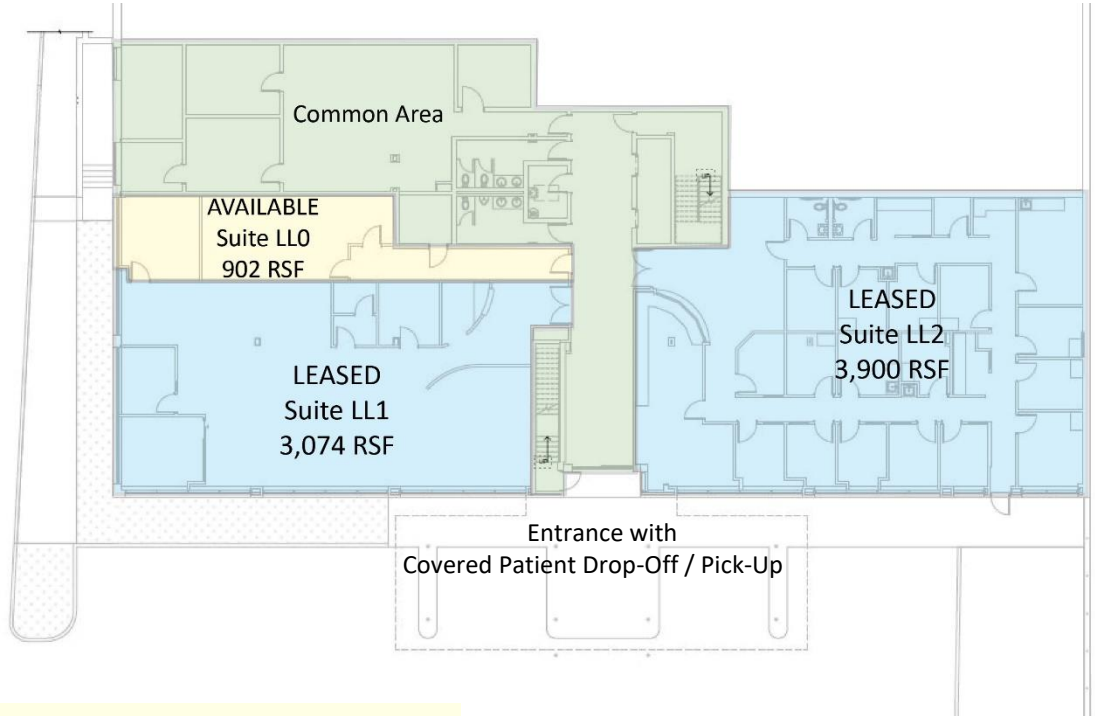 Common Area
AVAILABLE
Suite LL0
902 RSF
LEASED
Suite LL1
3,074 RSF
LEASED
Suite LL2
3,900 RSF
Entrance with
Covered Patient Drop-Off / Pick-Up